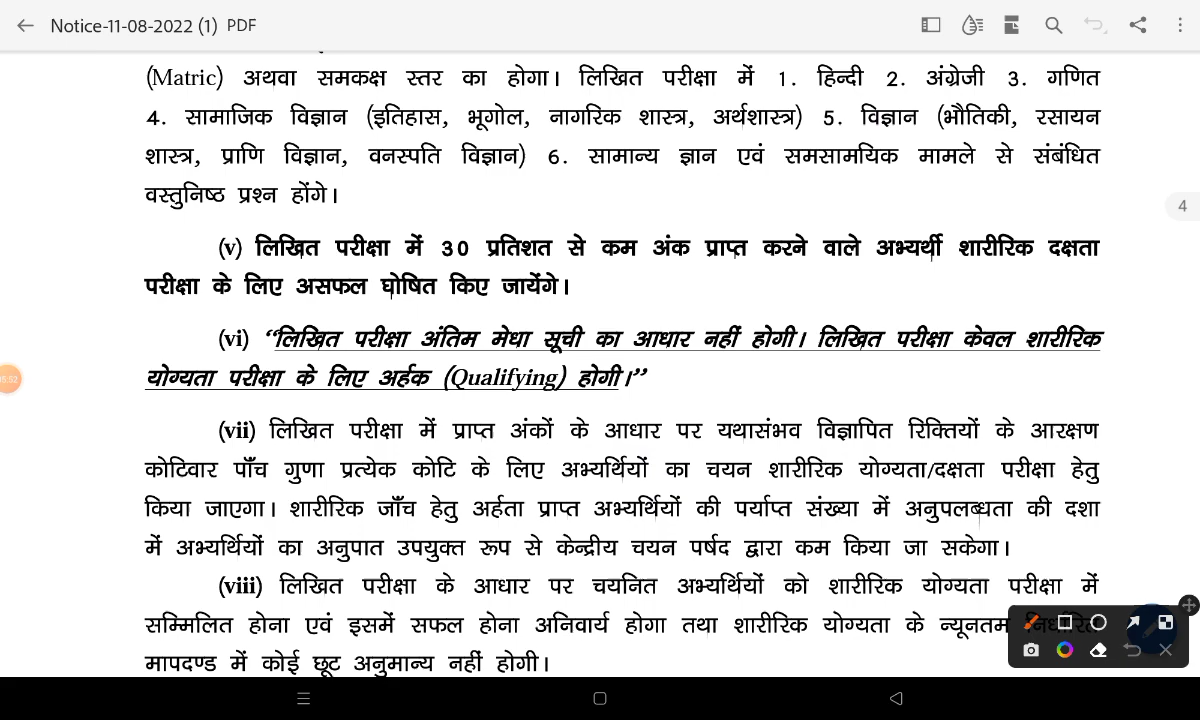 Notice-11-08-2022 (1) PDF
(Matric) अथवा समकक्ष स्तर का होगा। लिखित परीक्षा में 1. हिन्दी 2. अंग्रेजी 3. गणित
4. सामाजिक विज्ञान (इतिहास, भूगोल, नागरिक शास्त्र, अर्थशास्त्र) 5. विज्ञान (भौतिकी, रसायन
शास्त्र, प्राणि विज्ञान, वनस्पति विज्ञान) 6. सामान्य ज्ञान एवं समसामयिक मामले से संबंधित
वस्तुनिष्ठ प्रश्न होंगे।
4
(v) लिखित परीक्षा में 30 प्रतिशत से कम अंक प्राप्त करने वाले अभ्यर्थी शारीरिक दक्षता
परीक्षा के लिए असफल घोषित किए जायेंगे।
(vi) “लिखित परीक्षा अंतिम मेधा सूची का आधार नहीं होगी। लिखित परीक्षा केवल शारीरिक
योग्यता परीक्षा के लिए अर्हक (Qualifying) होगी।”
(vii) लिखित परीक्षा में प्राप्त अंकों के आधार पर यथासंभव विज्ञापित रिक्तियों के आरक्षण
कोटिवार पाँच गुणा प्रत्येक कोटि के लिए अभ्यर्थियों का चयन शारीरिक योग्यता/दक्षता परीक्षा हेतु
किया जाएगा। शारीरिक जाँच हेतु अर्हता प्राप्त अभ्यर्थियों की पर्याप्त संख्या में अनुपलब्धता की दशा
में अभ्यर्थियों का अनुपात उपयुक्त रूप से केन्द्रीय चयन पर्षद द्वारा कम किया जा सकेगा।
(viii) लिखित परीक्षा के आधार पर चयनित अभ्यर्थियों को शारीरिक योग्यता परीक्षा में
सम्मिलित होना एवं इसमें सफल होना अनिवार्य होगा तथा शारीरिक योग्यता के न्यूनतम निर्धारित
मापदण्ड में कोई छूट अनुमान्य नहीं होगी।